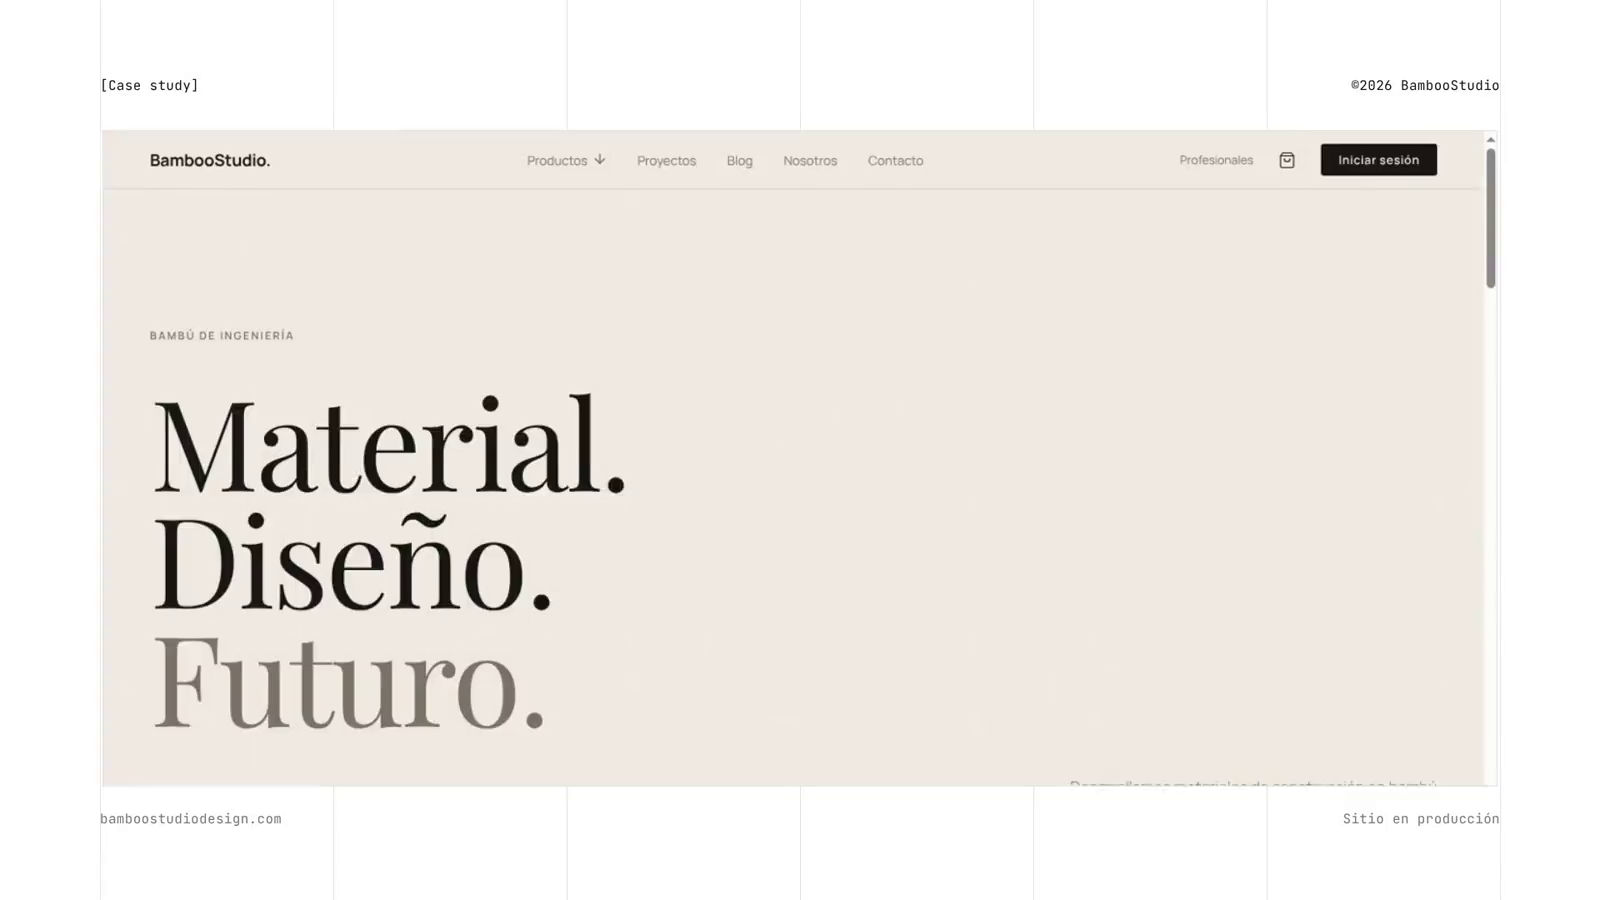 [Case study]
©2026 BambooStudio
BambooStudio.
Productos
Proyectos
Blog
Nosotros
Contacto
Profesionales
Iniciar sesión
BAMBÚ DE INGENIERÍA
Material.
Diseño.
Futuro.
bamboostudiodesign.com
Sitio en producción